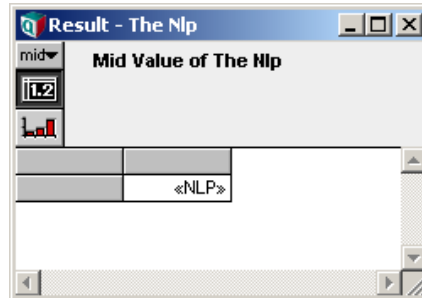 Result - The Nlp
mid
Mid Value of The Nlp
1.2
«NLP»